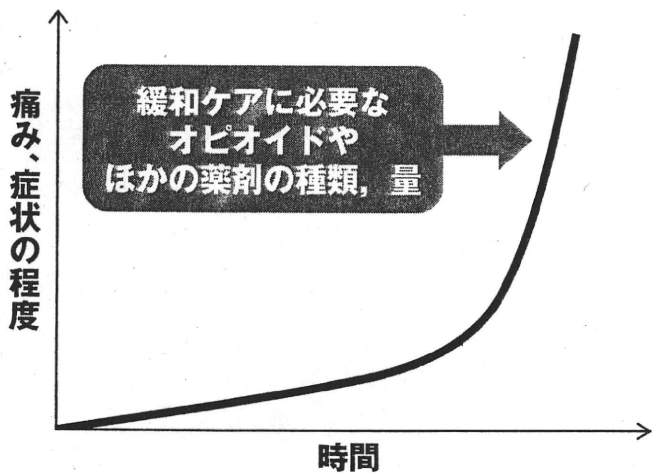 痛み、症状の程度
緩和ケアに必要な
オピオイドや
ほかの薬剤の種類，量
時間